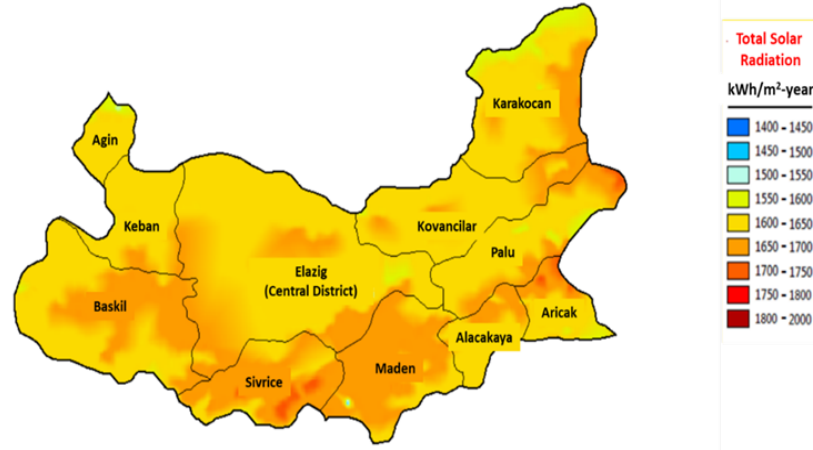 Total Solar
Radiation
kWh/m²-year
1400 - 1450
1450 - 1500
1500 - 1550
1550 - 1600
1600 - 1650
1650 - 1700
1700 - 1750
1750 - 1800
1800 - 2000
Karakocan
Agin
Keban
Kovancilar
Palu
Elazig
(Central District)
Baskil
Aricak
Alacakaya
Maden
Sivrice